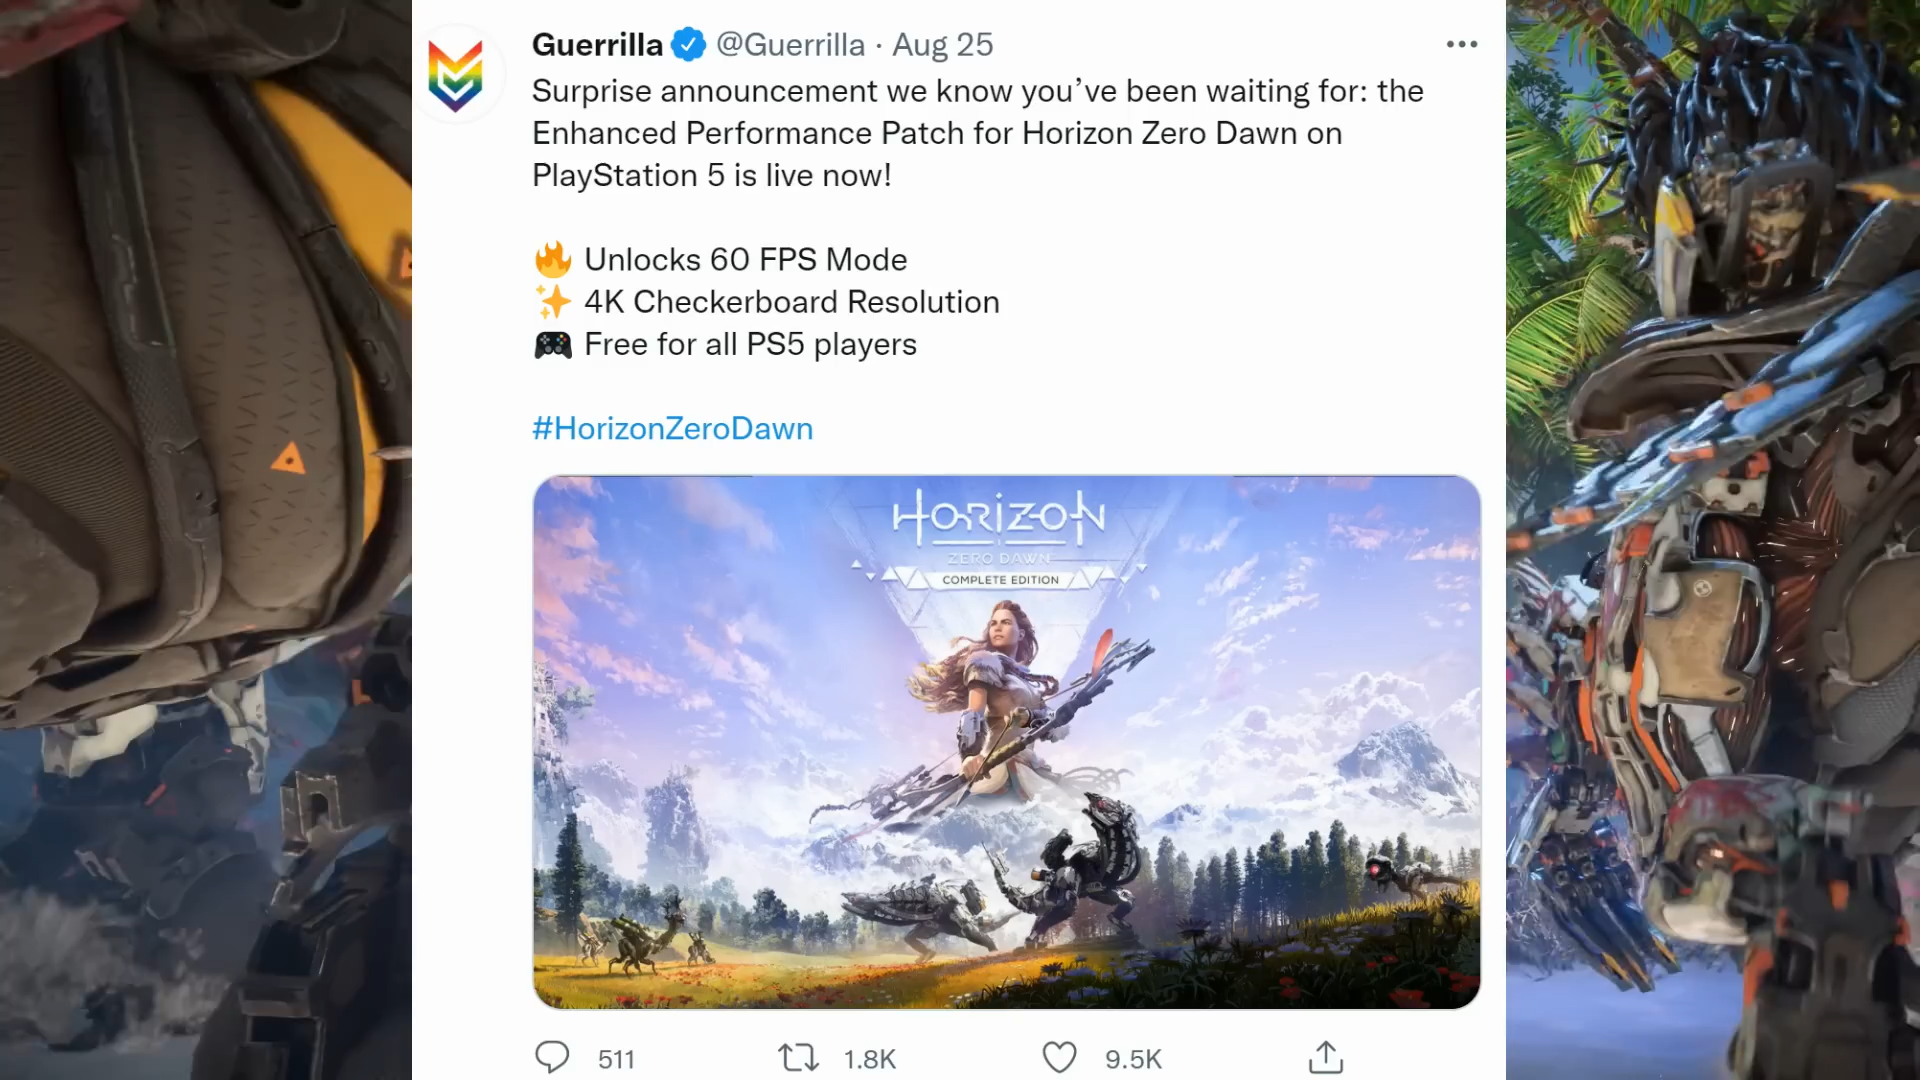 Guerrilla @Guerrilla · Aug 25
Surprise announcement we know you’ve been waiting for: the
Enhanced Performance Patch for Horizon Zero Dawn on
PlayStation 5 is live now!
🔥 Unlocks 60 FPS Mode
✨ 4K Checkerboard Resolution
🎮 Free for all PS5 players
#HorizonZeroDawn
HORIZON
ZERO DAWN
COMPLETE EDITION
511 1.8K 9.5K